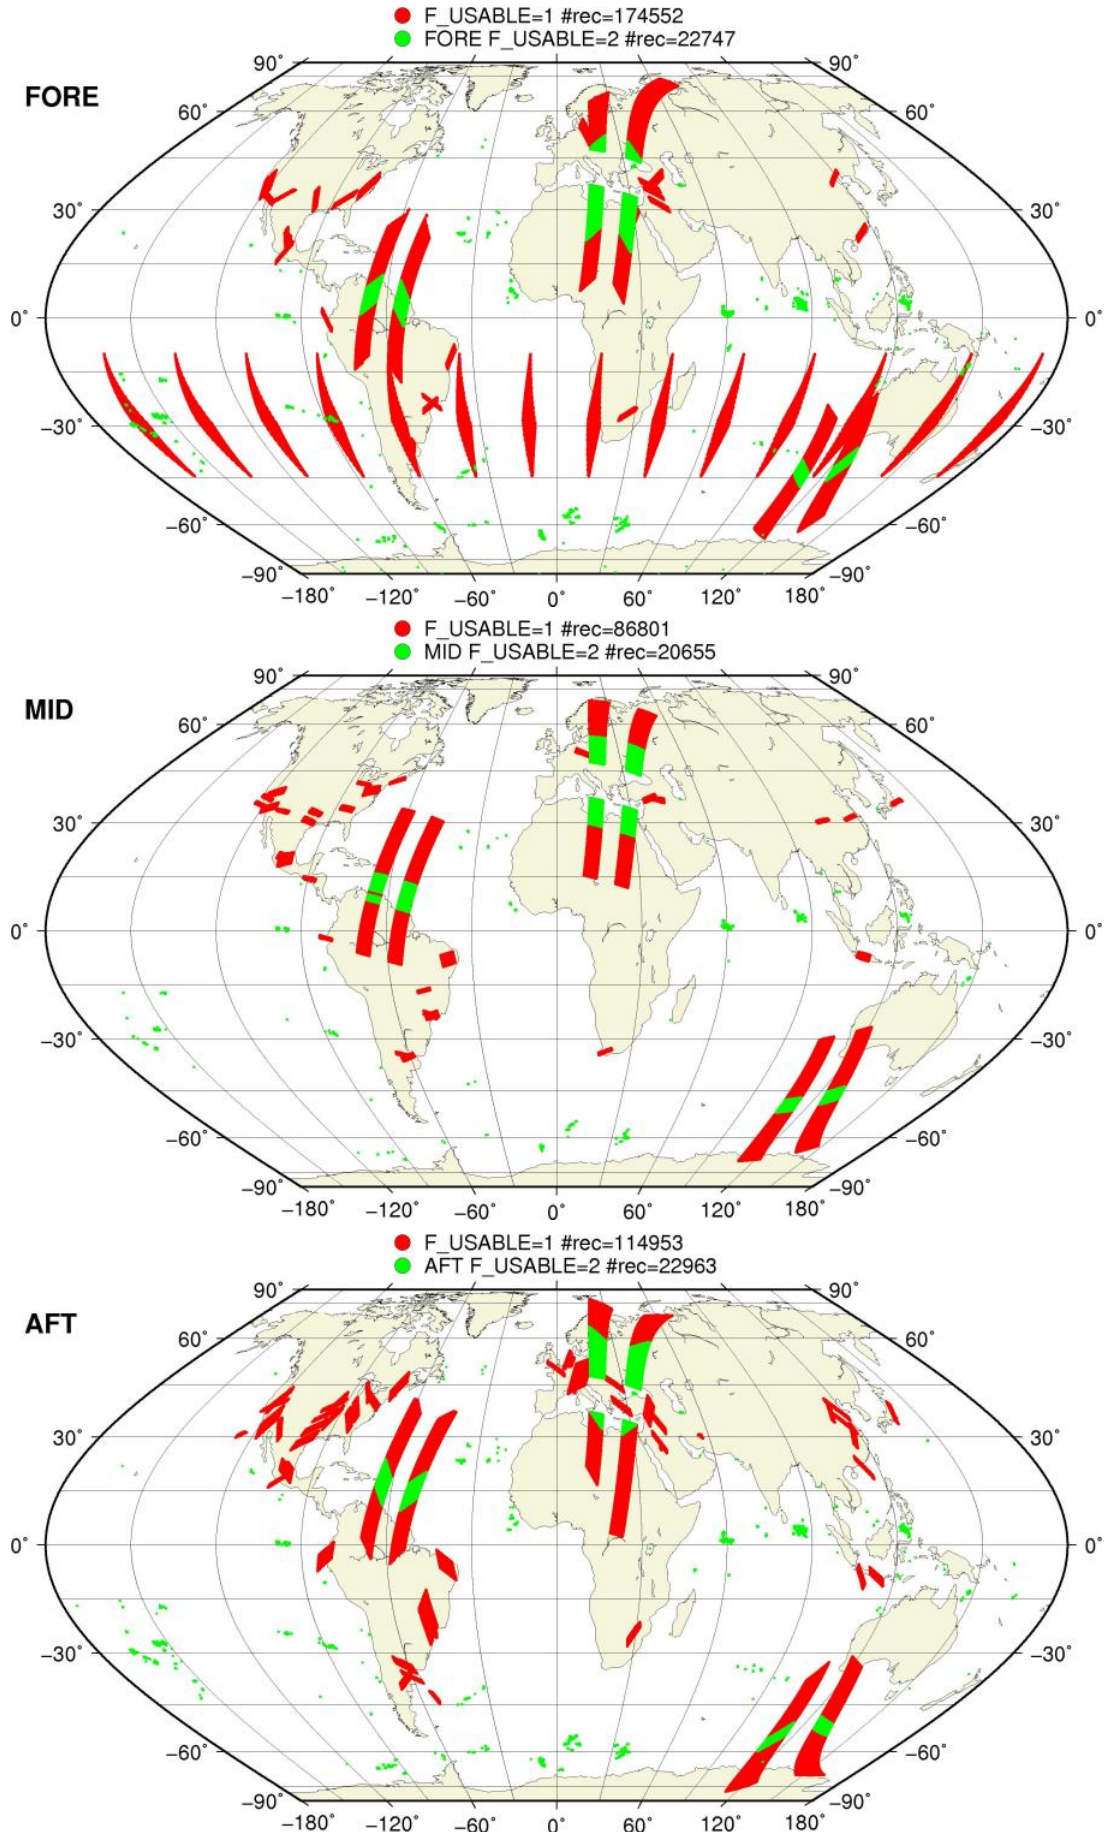 F_USABLE=1 #rec=174552
FORE F_USABLE=2 #rec=22747
FORE
90° 90°
60° 60°
30° 30°
0° 0°
−30° −30°
−60° −60°
−90° −90°
−180° −120° −60° 0° 60° 120° 180°
F_USABLE=1 #rec=86801
MID F_USABLE=2 #rec=20655
MID
90° 90°
60° 60°
30° 30°
0° 0°
−30° −30°
−60° −60°
−90° −90°
−180° −120° −60° 0° 60° 120° 180°
F_USABLE=1 #rec=114953
AFT F_USABLE=2 #rec=22963
AFT
90° 90°
60° 60°
30° 30°
0° 0°
−30° −30°
−60° −60°
−90° −90°
−180° −120° −60° 0° 60° 120° 180°